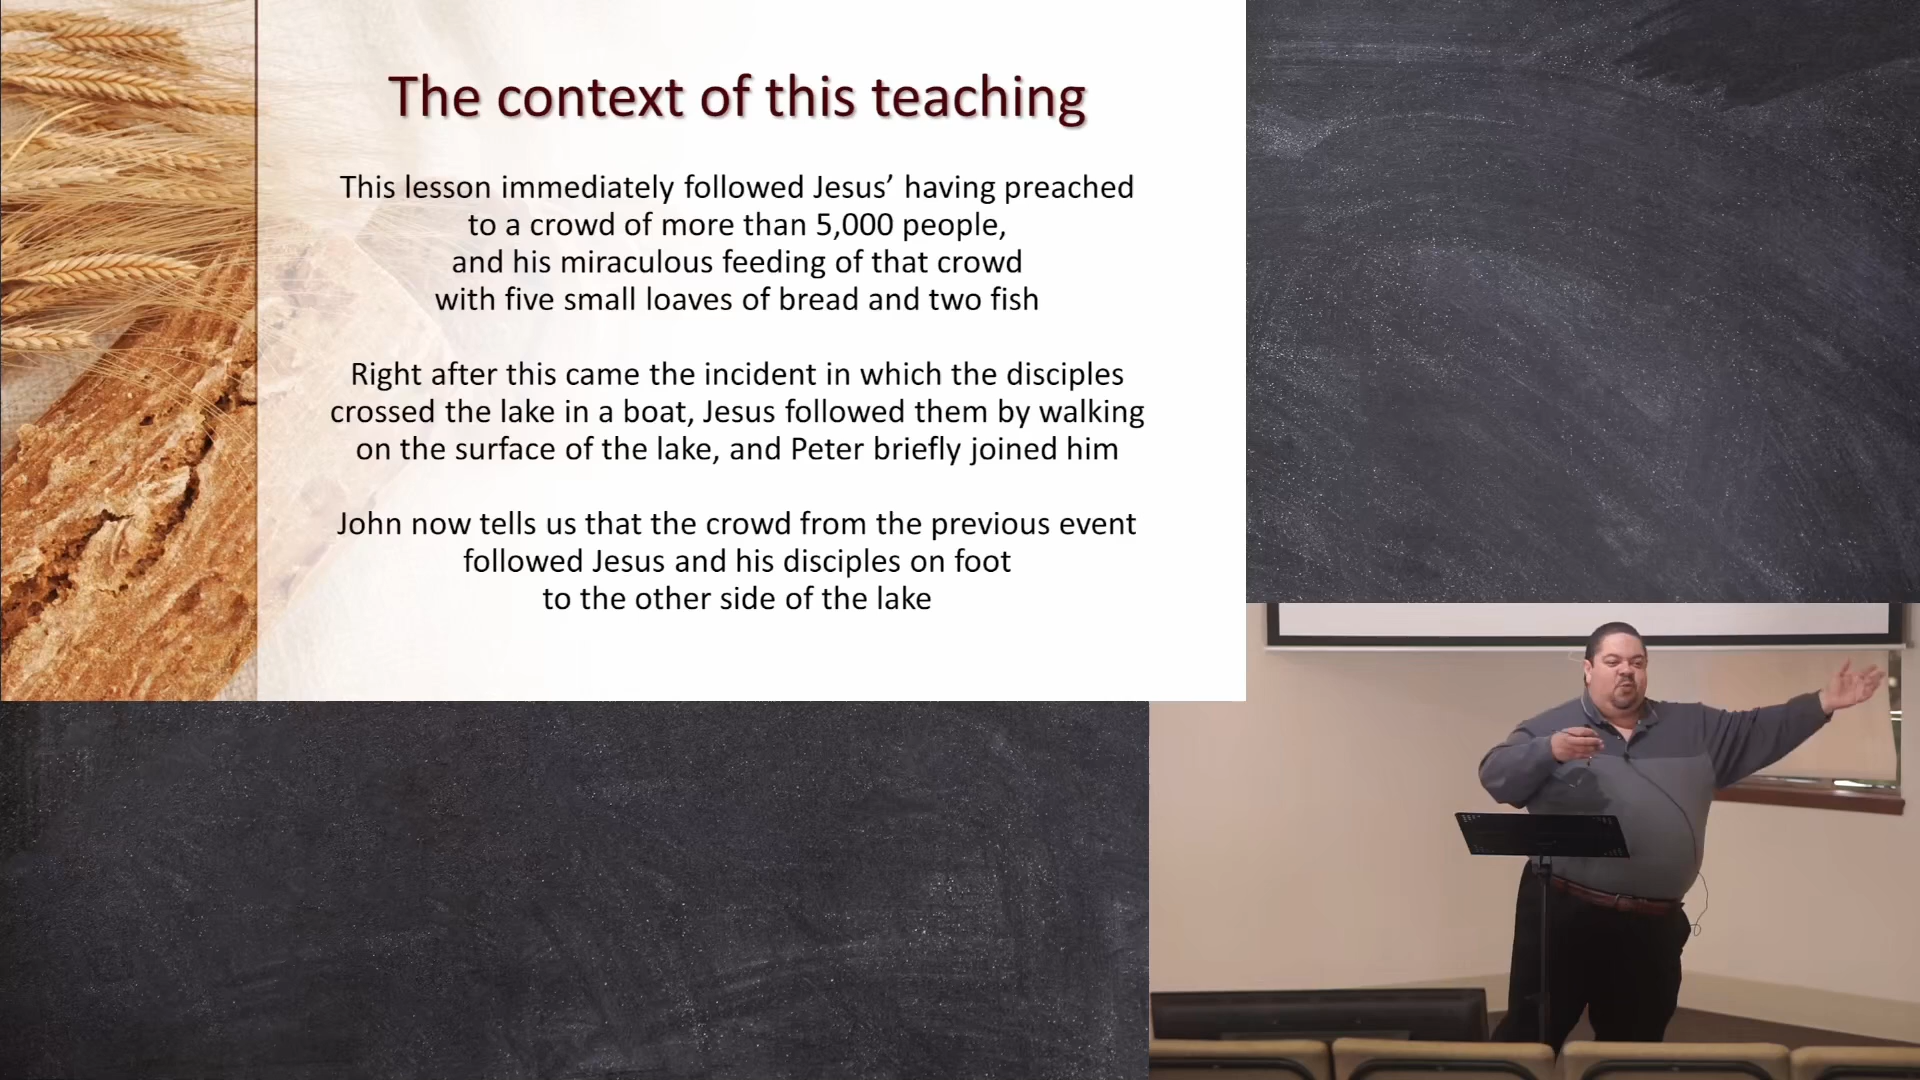 The context of this teaching
This lesson immediately followed Jesus’ having preached
to a crowd of more than 5,000 people,
and his miraculous feeding of that crowd
with five small loaves of bread and two fish
Right after this came the incident in which the disciples
crossed the lake in a boat, Jesus followed them by walking
on the surface of the lake, and Peter briefly joined him
John now tells us that the crowd from the previous event
followed Jesus and his disciples on foot
to the other side of the lake